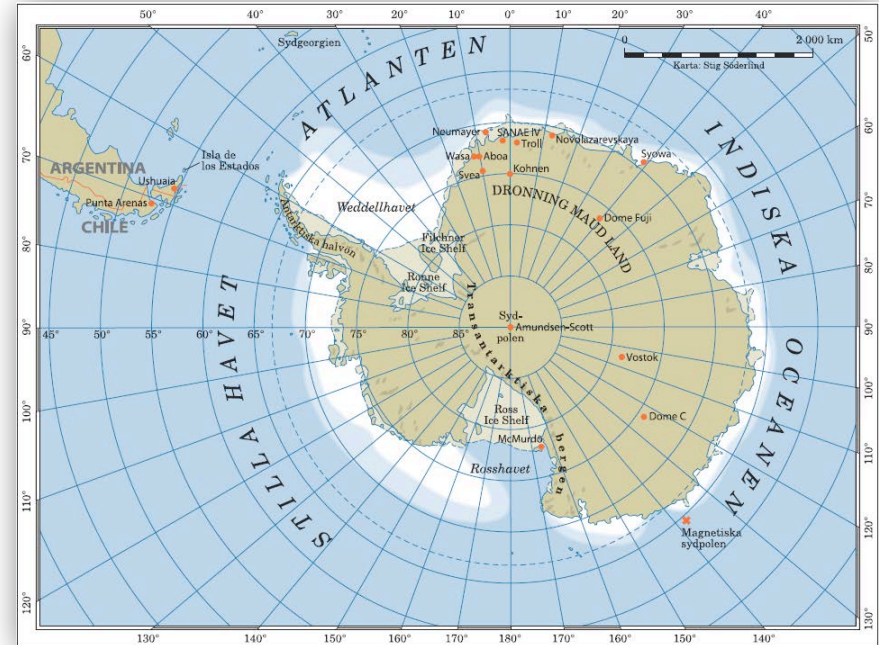 50° 40° 30° 20° 10° 0° 10° 20° 30° 40° 50°
Sydgeorgien
0 2 000 km
Karta: Stig Söderlind
60°
ATLANTEN
INDISKA OCEANEN
STILLA HAVET
Neumayer
SANAE IV
Troll
Novolazarevskaya
60°
Wasa
Aboa
Syowa
Svea
Kohnen
70°
ARGENTINA
Isla de
los Estados
Ushuaia
Punta Arenas
CHILE
70°
DRONNING MAUD LAND
Dome Fuji
Weddellhavet
Antarktiska halvön
Filchner
Ice Shelf
Ronne
Ice Shelf
80°
80°
Transantarktiska bergen
Syd-
polen
Amundsen-Scott
45° 50° 55° 60° 65° 70° 75° 80° 85°
90°
90°
Vostok
100°
100°
Ross
Ice Shelf
Dome C
McMurdo
Rosshavet
110°
110°
Magnetiska
sydpolen
120°
120°
130°
130° 140° 150° 160° 170° 180° 170° 160° 150° 140°